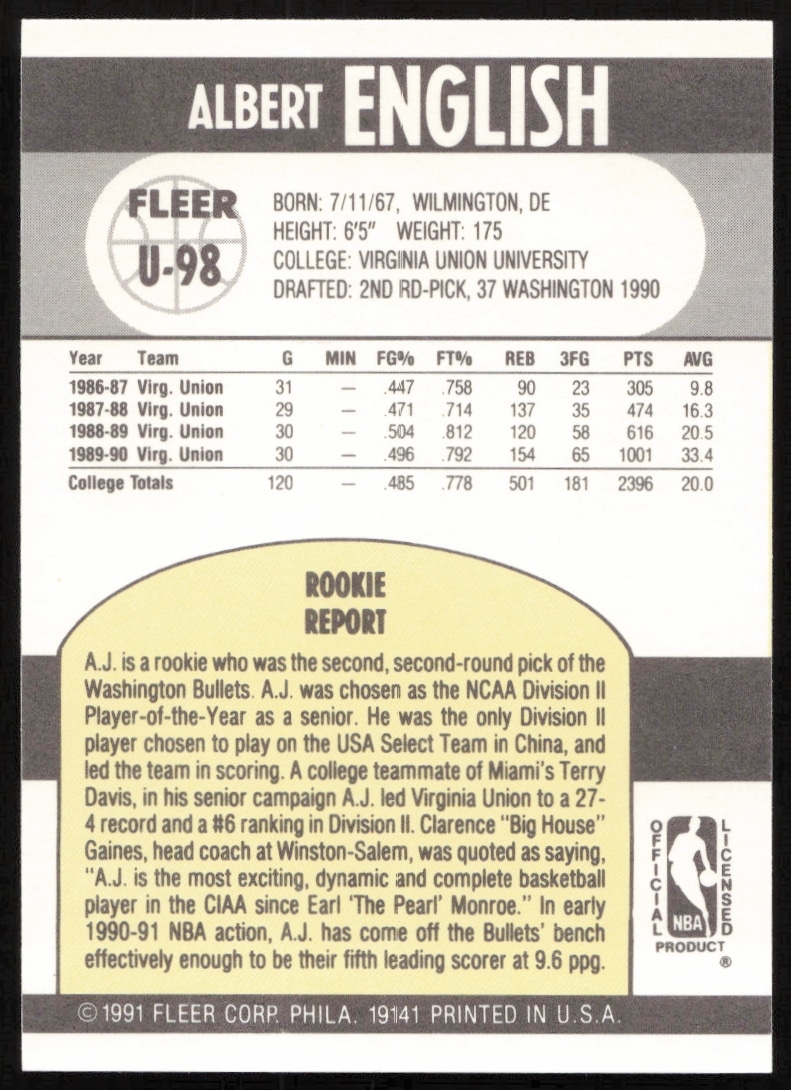 ALBERT ENGLISH
FLEER
U-98
BORN: 7/11/67, WILMINGTON, DE
HEIGHT: 6'5" WEIGHT: 175
COLLEGE: VIRGINIA UNION UNIVERSITY
DRAFTED: 2ND RD-PICK, 37 WASHINGTON 1990
Year Team G MIN FG% FT% REB 3FG PTS AVG
1986-87 Virg. Union 31 — .447 .758 90 23 305 9.8
1987-88 Virg. Union 29 — .471 .714 137 35 474 16.3
1988-89 Virg. Union 30 — .504 .812 120 58 616 20.5
1989-90 Virg. Union 30 — .496 .792 154 65 1001 33.4
College Totals 120 — .485 .778 501 181 2396 20.0
ROOKIE
REPORT
A.J. is a rookie who was the second, second-round pick of the
Washington Bullets. A.J. was chosen as the NCAA Division II
Player-of-the-Year as a senior. He was the only Division II
player chosen to play on the USA Select Team in China, and
led the team in scoring. A college teammate of Miami's Terry
Davis, in his senior campaign A.J. led Virginia Union to a 27-
4 record and a #6 ranking in Division II. Clarence "Big House"
Gaines, head coach at Winston-Salem, was quoted as saying,
"A.J. is the most exciting, dynamic and complete basketball
player in the CIAA since Earl 'The Pearl' Monroe." In early
1990-91 NBA action, A.J. has come off the Bullets' bench
effectively enough to be their fifth leading scorer at 9.6 ppg.
OFFICIAL
LICENSED
NBA
PRODUCT
®
© 1991 FLEER CORP. PHILA. 19141 PRINTED IN U.S.A.